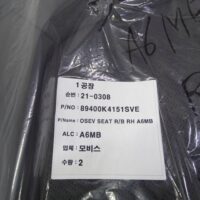 A6 M
1 공장
순번 : 21-0308
P/NO : 89400K4151SVE
P/Name : OSEV SEAT R/B RH A6MB
ALC : A6MB
업체 : 모비스
수량 : 2